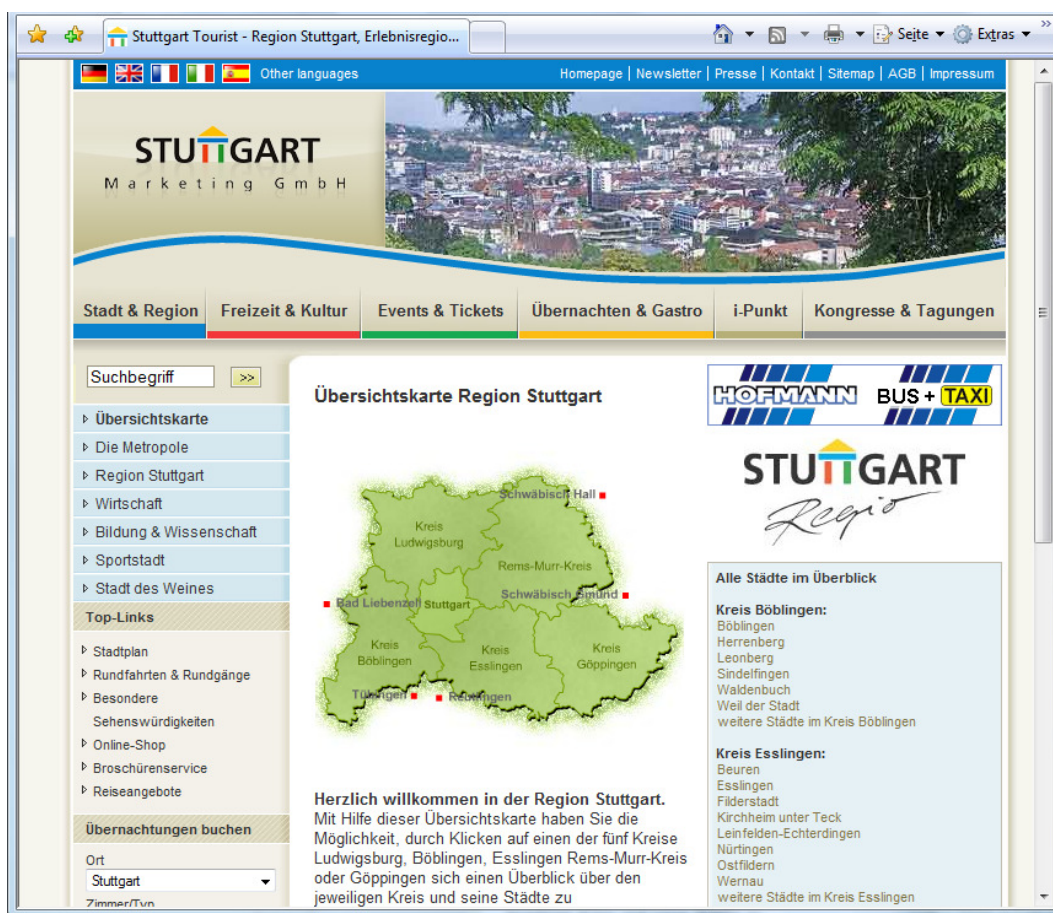 Stuttgart Tourist - Region Stuttgart, Erlebnisregio...
Seite
Extras
»
Other languages
Homepage | Newsletter | Presse | Kontakt | Sitemap | AGB | Impressum
STUTTGART
Marketing GmbH
Stadt & Region
Freizeit & Kultur
Events & Tickets
Übernachten & Gastro
i-Punkt
Kongresse & Tagungen
Suchbegriff
>>
Übersichtskarte
Die Metropole
Region Stuttgart
Wirtschaft
Bildung & Wissenschaft
Sportstadt
Stadt des Weines
Top-Links
Stadtplan
Rundfahrten & Rundgänge
Besondere
Sehenswürdigkeiten
Online-Shop
Broschürenservice
Reiseangebote
Übernachtungen buchen
Ort
Stuttgart
Zimmer/Typ
Übersichtskarte Region Stuttgart
Schwäbisch Hall
Kreis
Ludwigsburg
Rems-Murr-Kreis
Schwäbisch Gmünd
Bad Liebenzell
Stuttgart
Kreis
Böblingen
Kreis
Esslingen
Kreis
Göppingen
Tübingen
Reutlingen
Herzlich willkommen in der Region Stuttgart.
Mit Hilfe dieser Übersichtskarte haben Sie die
Möglichkeit, durch Klicken auf einen der fünf Kreise
Ludwigsburg, Böblingen, Esslingen Rems-Murr-Kreis
oder Göppingen sich einen Überblick über den
jeweiligen Kreis und seine Städte zu
HOFMANN BUS + TAXI
STUTTGART
Regio
Alle Städte im Überblick
Kreis Böblingen:
Böblingen
Herrenberg
Leonberg
Sindelfingen
Waldenbuch
Weil der Stadt
weitere Städte im Kreis Böblingen
Kreis Esslingen:
Beuren
Esslingen
Filderstadt
Kirchheim unter Teck
Leinfelden-Echterdingen
Nürtingen
Ostfildern
Wernau
weitere Städte im Kreis Esslingen